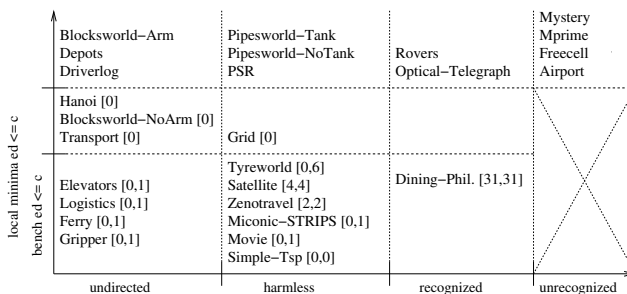 Mystery
Mprime
Freecell
Airport
Blocksworld−Arm
Depots
Driverlog
Pipesworld−Tank
Pipesworld−NoTank
PSR
Rovers
Optical−Telegraph
Hanoi [0]
Blocksworld−NoArm [0]
Transport [0]
Grid [0]
Elevators [0,1]
Logistics [0,1]
Ferry [0,1]
Gripper [0,1]
Tyreworld [0,6]
Satellite [4,4]
Zenotravel [2,2]
Miconic−STRIPS [0,1]
Movie [0,1]
Simple−Tsp [0,0]
Dining−Phil. [31,31]
local minima ed <= c
bench ed <= c
undirected
harmless
recognized
unrecognized